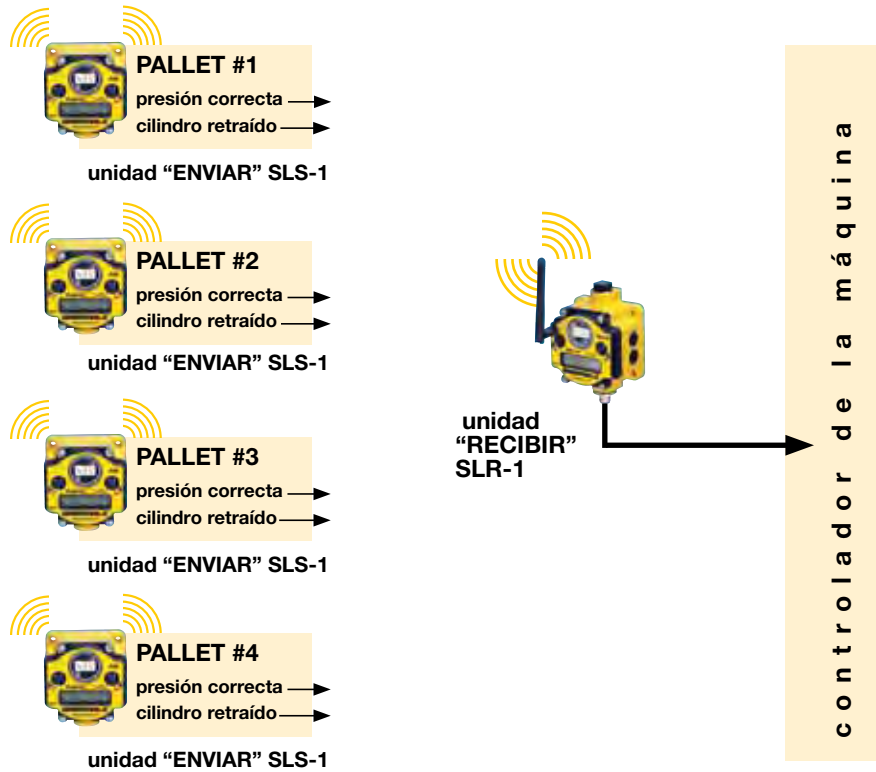 PALLET #1
presión correcta
cilindro retraído
unidad “ENVIAR” SLS-1
PALLET #2
presión correcta
cilindro retraído
unidad “ENVIAR” SLS-1
PALLET #3
presión correcta
cilindro retraído
unidad “ENVIAR” SLS-1
PALLET #4
presión correcta
cilindro retraído
unidad “ENVIAR” SLS-1
unidad
“RECIBIR”
SLR-1
controlador de la máquina